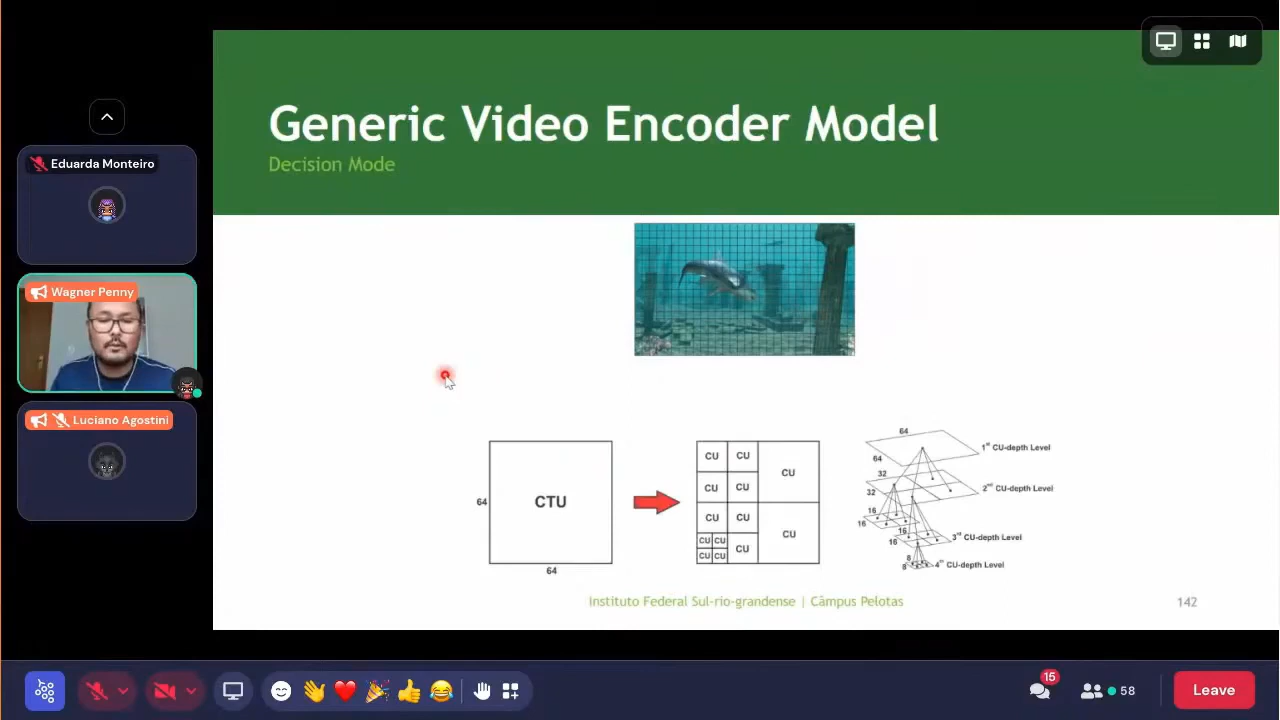 Generic Video Encoder Model
Decision Mode
Eduarda Monteiro
Wagner Penny
Luciano Agostini
64
CTU
64
CU CU CU
CU CU
CU CU CU
CU CU
CU CU CU
64
64
1st CU-depth Level
32
32
2nd CU-depth Level
16
16
16
16
3rd CU-depth Level
8
8
4th CU-depth Level
Instituto Federal Sul-rio-grandense | Câmpus Pelotas
142
15
58
Leave